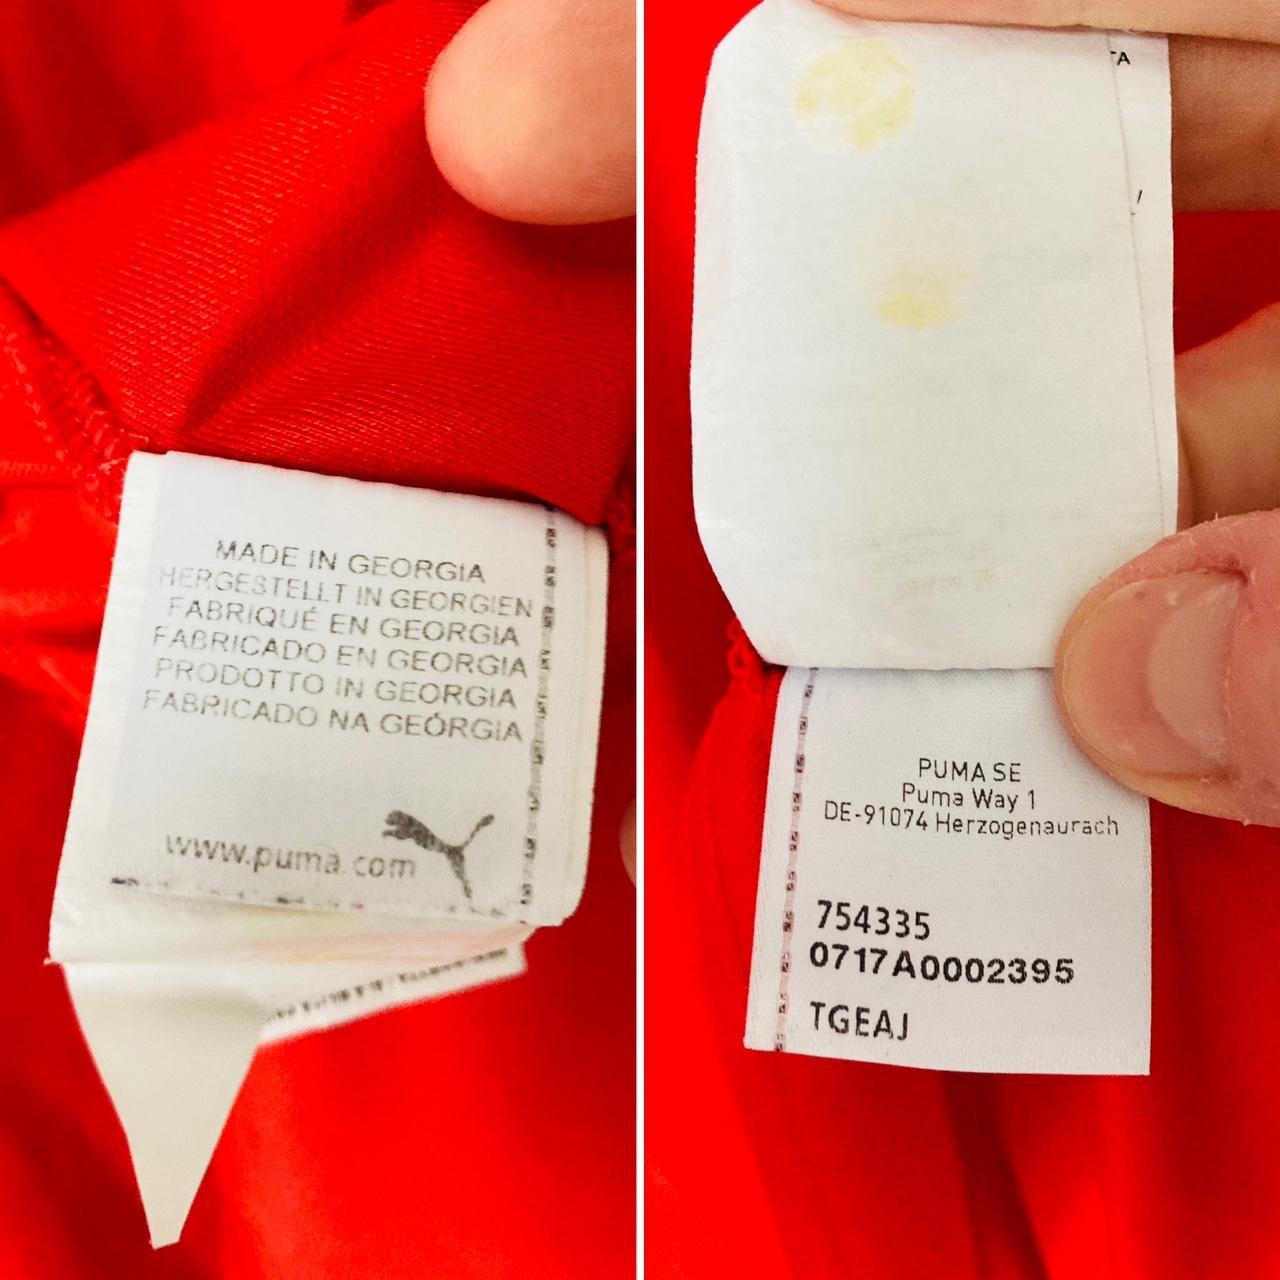 MADE IN GEORGIA
HERGESTELLT IN GEORGIEN
FABRIQUÉ EN GEORGIA
FABRICADO EN GEORGIA
PRODOTTO IN GEORGIA
FABRICADO NA GEÓRGIA
www.puma.com
TA
/
PUMA SE
Puma Way 1
DE-91074 Herzogenaurach
754335
0717A0002395
TGEAJ